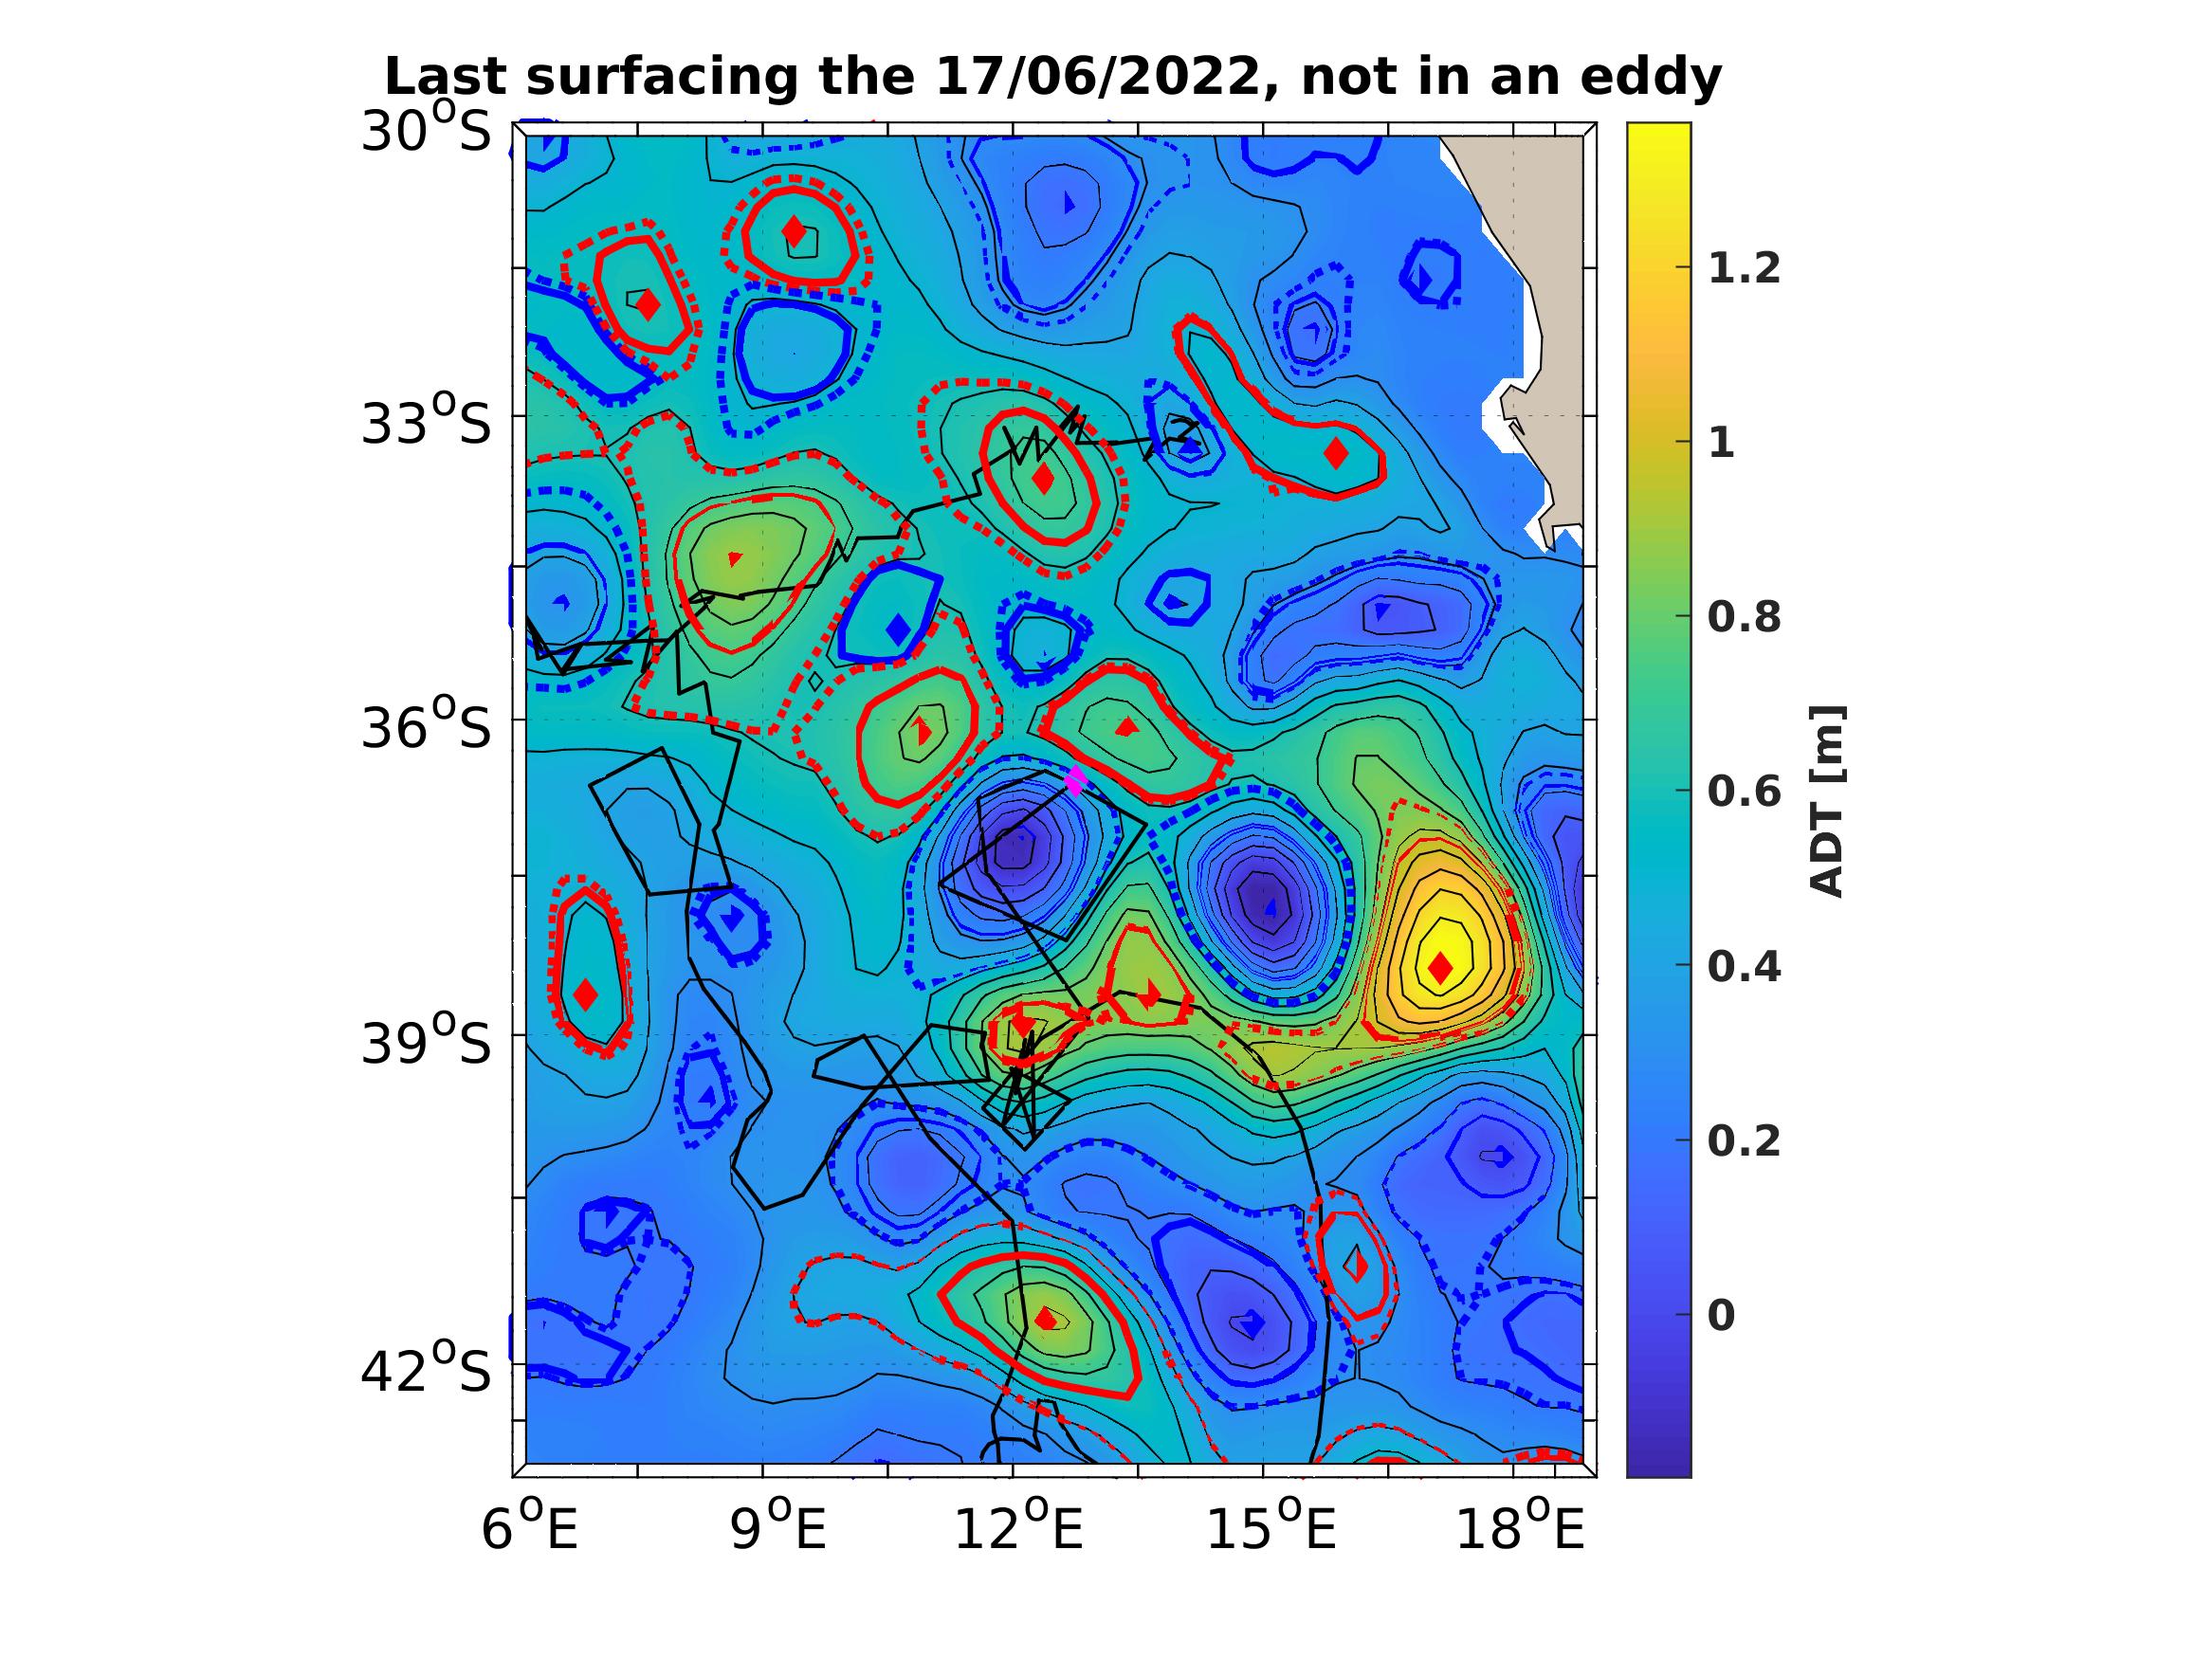 Last surfacing the 17/06/2022, not in an eddy
30°S
33°S
36°S
39°S
42°S
6°E
9°E
12°E
15°E
18°E
1.2
1
0.8
0.6
0.4
0.2
0
ADT [m]